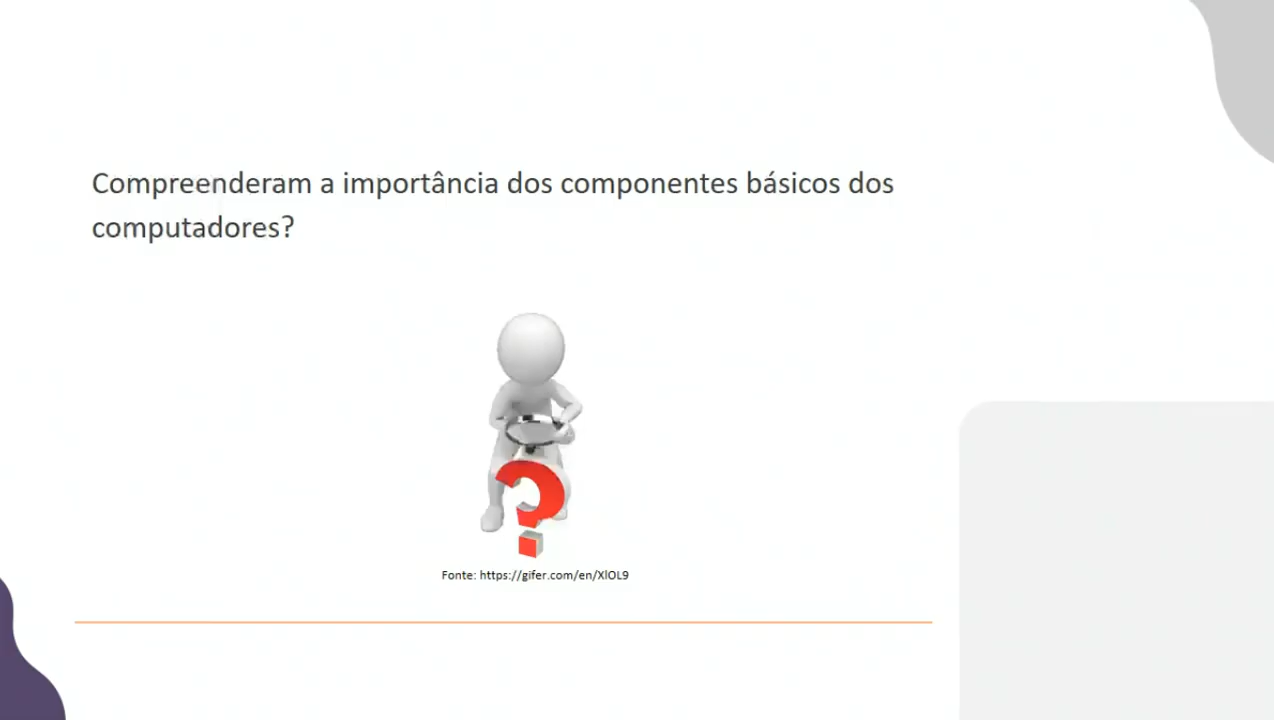 Compreenderam a importância dos componentes básicos dos
computadores?
Fonte: https://gifer.com/en/XlOL9